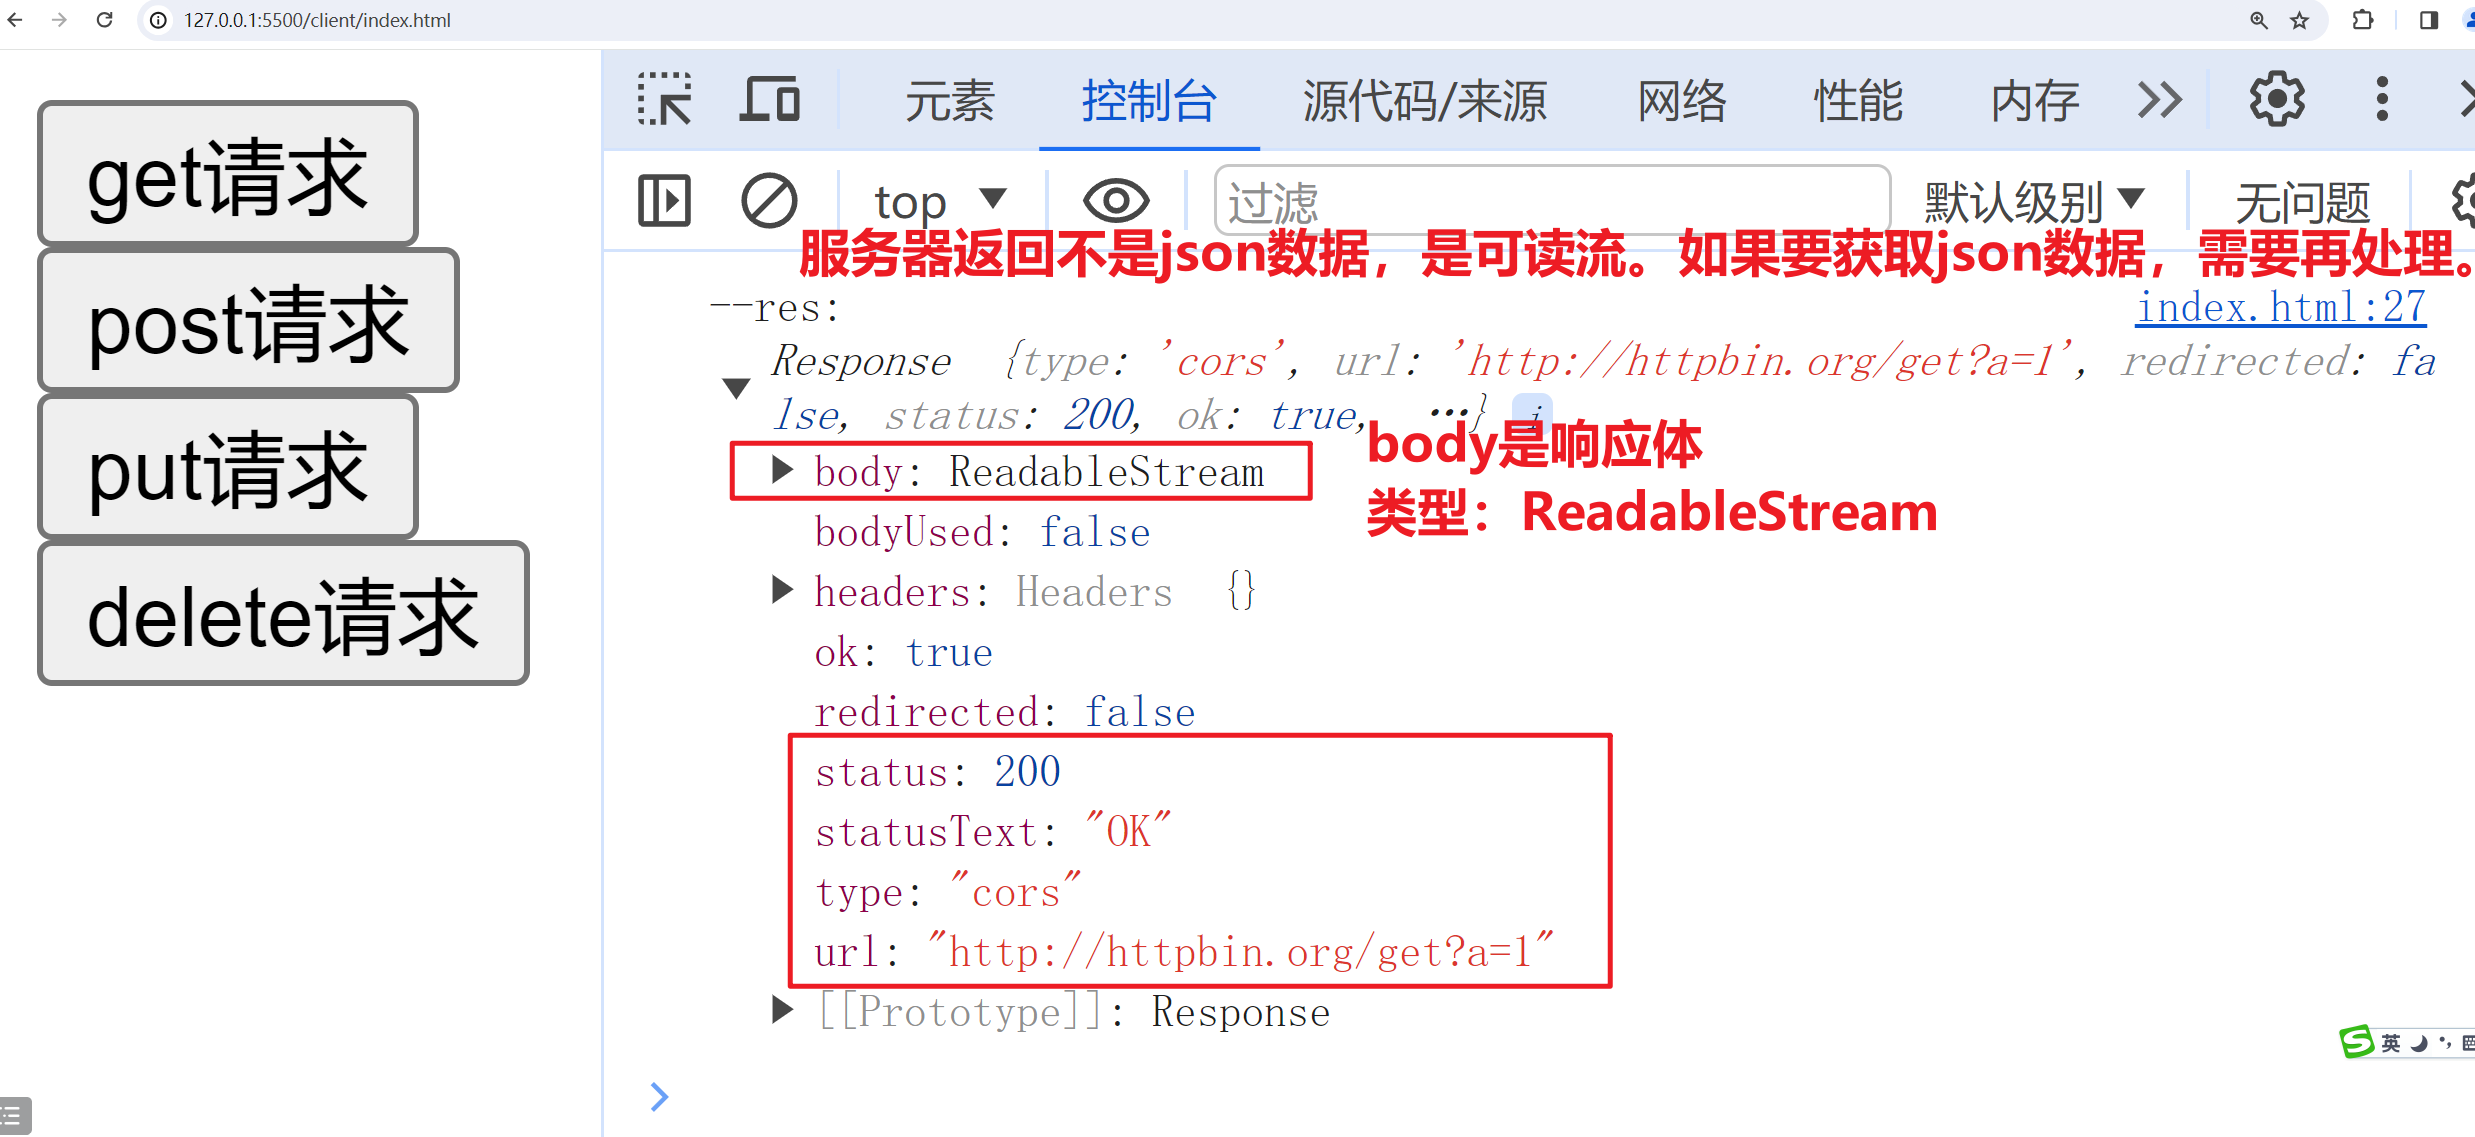 127.0.0.1:5500/client/index.html
get请求
post请求
put请求
delete请求
元素 控制台 源代码/来源 网络 性能 内存
top 过滤 默认级别 无问题
服务器返回不是json数据，是可读流。如果要获取json数据，需要再处理。
--res: index.html:27
Response {type: 'cors', url: 'http://httpbin.org/get?a=1', redirected: fa
lse, status: 200, ok: true, …} i
body是响应体
body: ReadableStream
类型：ReadableStream
bodyUsed: false
headers: Headers {}
ok: true
redirected: false
status: 200
statusText: "OK"
type: "cors"
url: "http://httpbin.org/get?a=1"
[[Prototype]]: Response
英